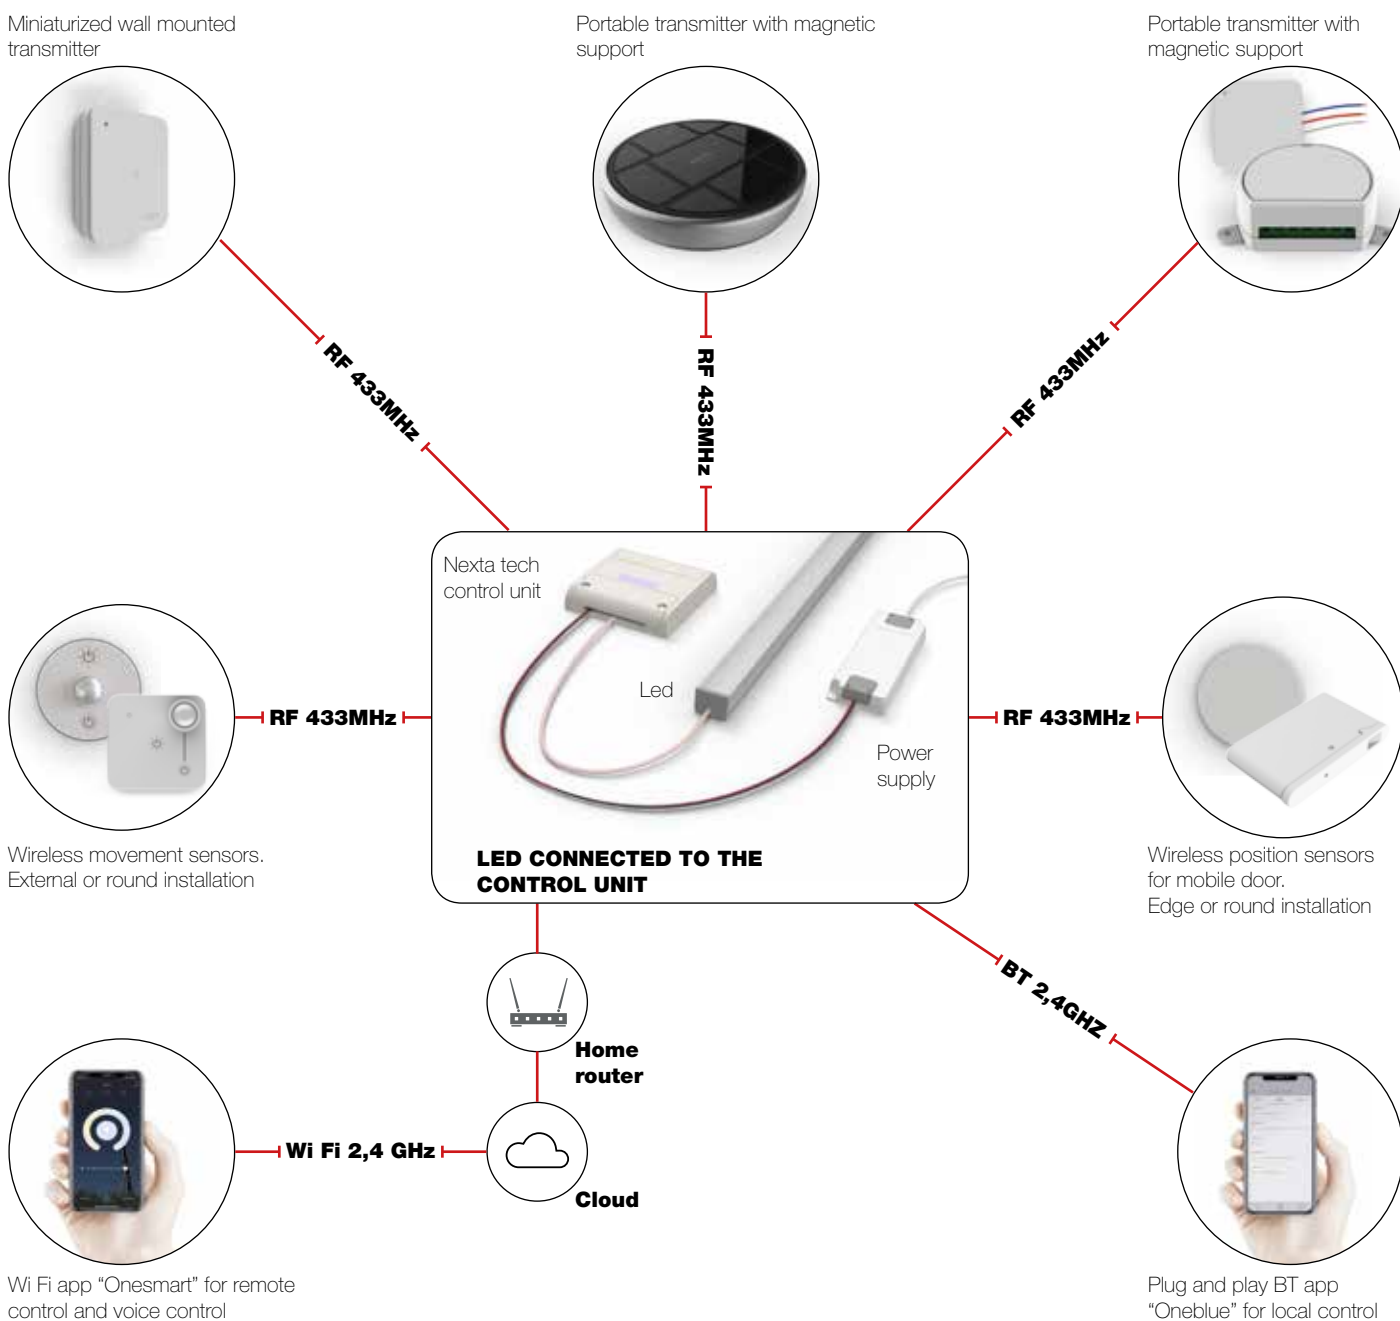 Miniaturized wall mounted
transmitter
Portable transmitter with magnetic
support
Portable transmitter with
magnetic support
RF 433MHz
RF 433MHz
RF 433MHz
Nexta tech
control unit
Led
Power
supply
LED CONNECTED TO THE
CONTROL UNIT
RF 433MHz
RF 433MHz
Wireless movement sensors.
External or round installation
Wireless position sensors
for mobile door.
Edge or round installation
Home
router
BT 2,4GHZ
Wi Fi 2,4 GHz
Cloud
Wi Fi app “Onesmart” for remote
control and voice control
Plug and play BT app
“Oneblue” for local control